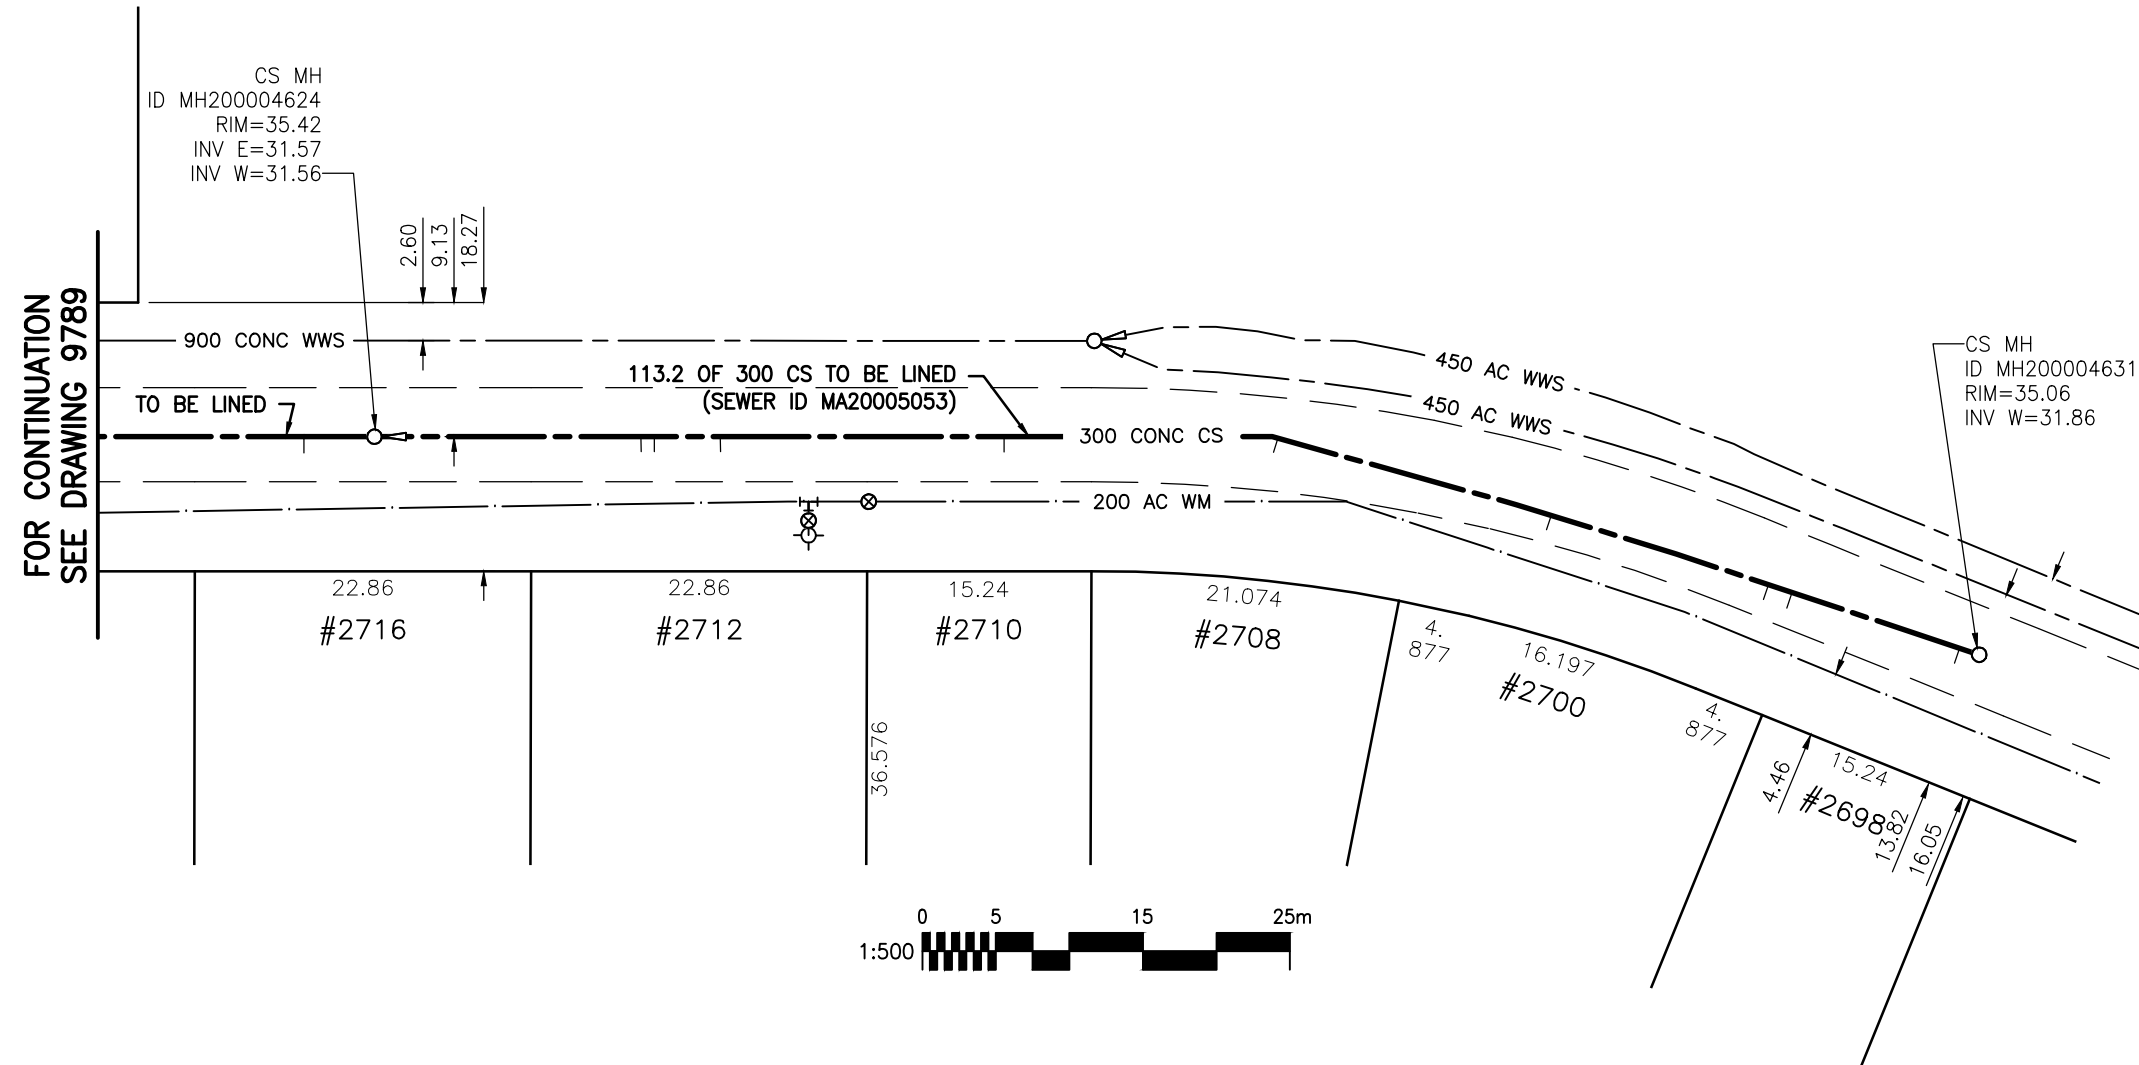 CS MH
ID MH200004624
RIM=35.42
INV E=31.57
INV W=31.56
2.60
9.13
18.27
FOR CONTINUATION
SEE DRAWING 9789
900 CONC WWS
TO BE LINED
113.2 OF 300 CS TO BE LINED
(SEWER ID MA20005053)
300 CONC CS
200 AC WM
450 AC WWS
450 AC WWS
CS MH
ID MH200004631
RIM=35.06
INV W=31.86
22.86
#2716
22.86
#2712
15.24
#2710
21.074
#2708
4.
877
16.197
#2700
4.
877
36.576
4.46
15.24
#2698
13.82
16.05
0 5 15 25m
1:500